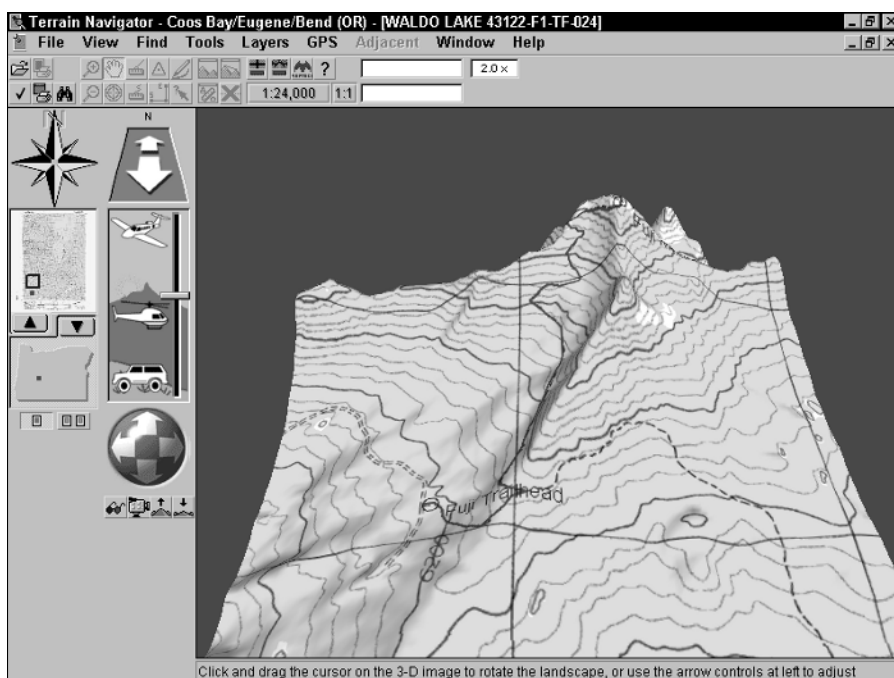 Terrain Navigator - Coos Bay/Eugene/Bend (OR) - [WALDO LAKE 43122-F1-TF-024]
File View Find Tools Layers GPS Adjacent Window Help
? 2.0 x
1:24,000 1:1
N N
Fuji Trailhead
Click and drag the cursor on the 3-D image to rotate the landscape, or use the arrow controls at left to adjust